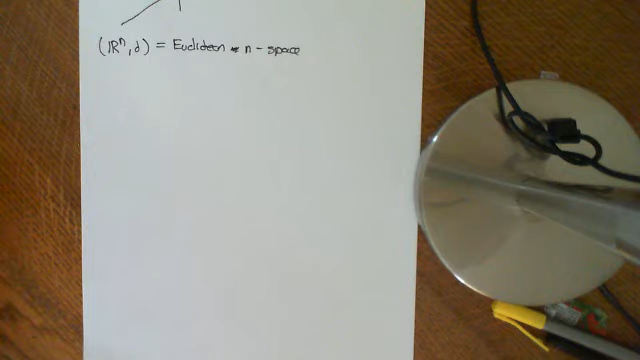 (ℝⁿ, d) = Euclidean n - space